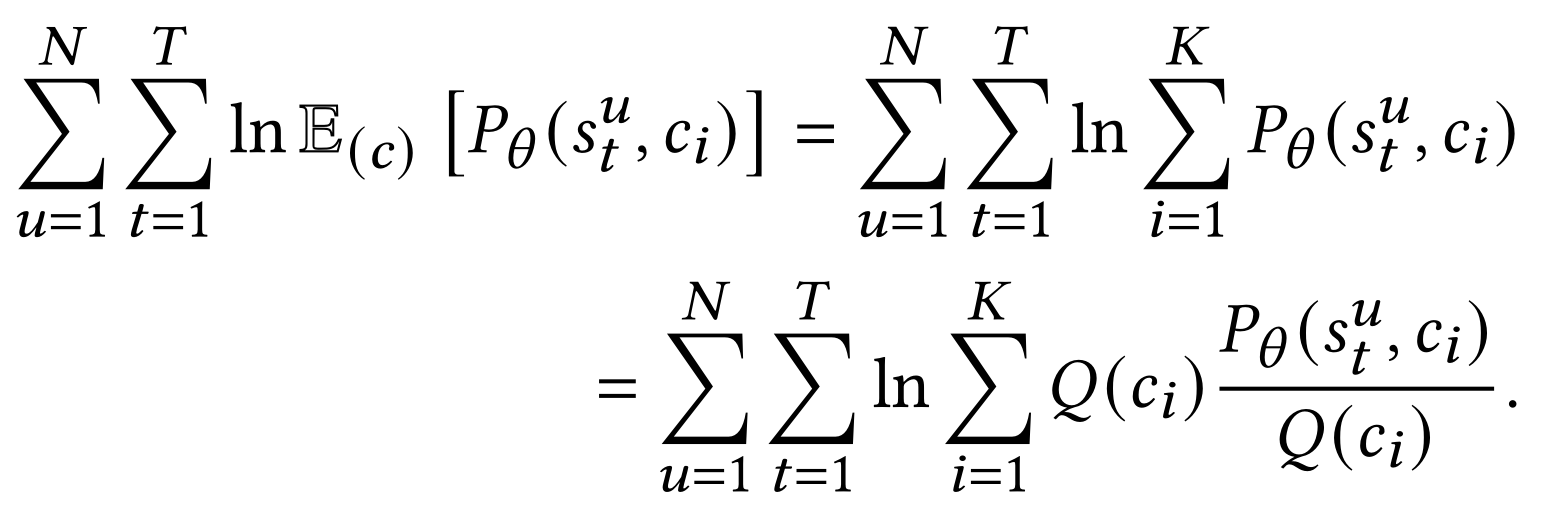 \sum_{u=1}^{N} \sum_{t=1}^{T} \ln \mathbb{E}_{(c)} \left[ P_\theta(s_t^u, c_i) \right] = \sum_{u=1}^{N} \sum_{t=1}^{T} \ln \sum_{i=1}^{K} P_\theta(s_t^u, c_i)
= \sum_{u=1}^{N} \sum_{t=1}^{T} \ln \sum_{i=1}^{K} Q(c_i) \frac{P_\theta(s_t^u, c_i)}{Q(c_i)}.